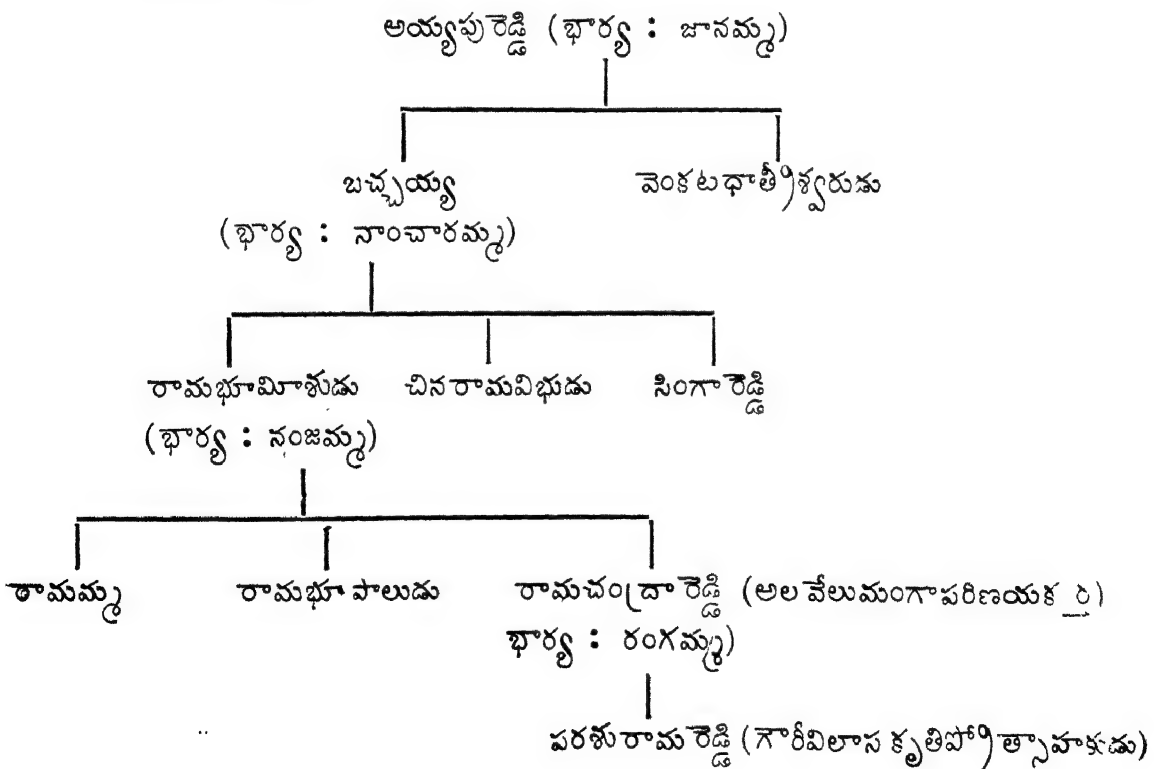 అయ్యపురెడ్డి (భార్య : జానమ్మ)
బచ్చయ్య వెంకటధాత్రీశ్వరుడు
(భార్య : నాంచారమ్మ)
రామభూమీశుడు చినరామవిభుడు సింగారెడ్డి
(భార్య : నంజమ్మ)
రామమ్మ రామభూపాలుడు రామచంద్రారెడ్డి (అలవేలుమంగాపరిణయకర్త)
భార్య : రంగమ్మ)
పరశురామరెడ్డి (గౌరీవిలాస కృతిప్రోత్సాహకుడు)